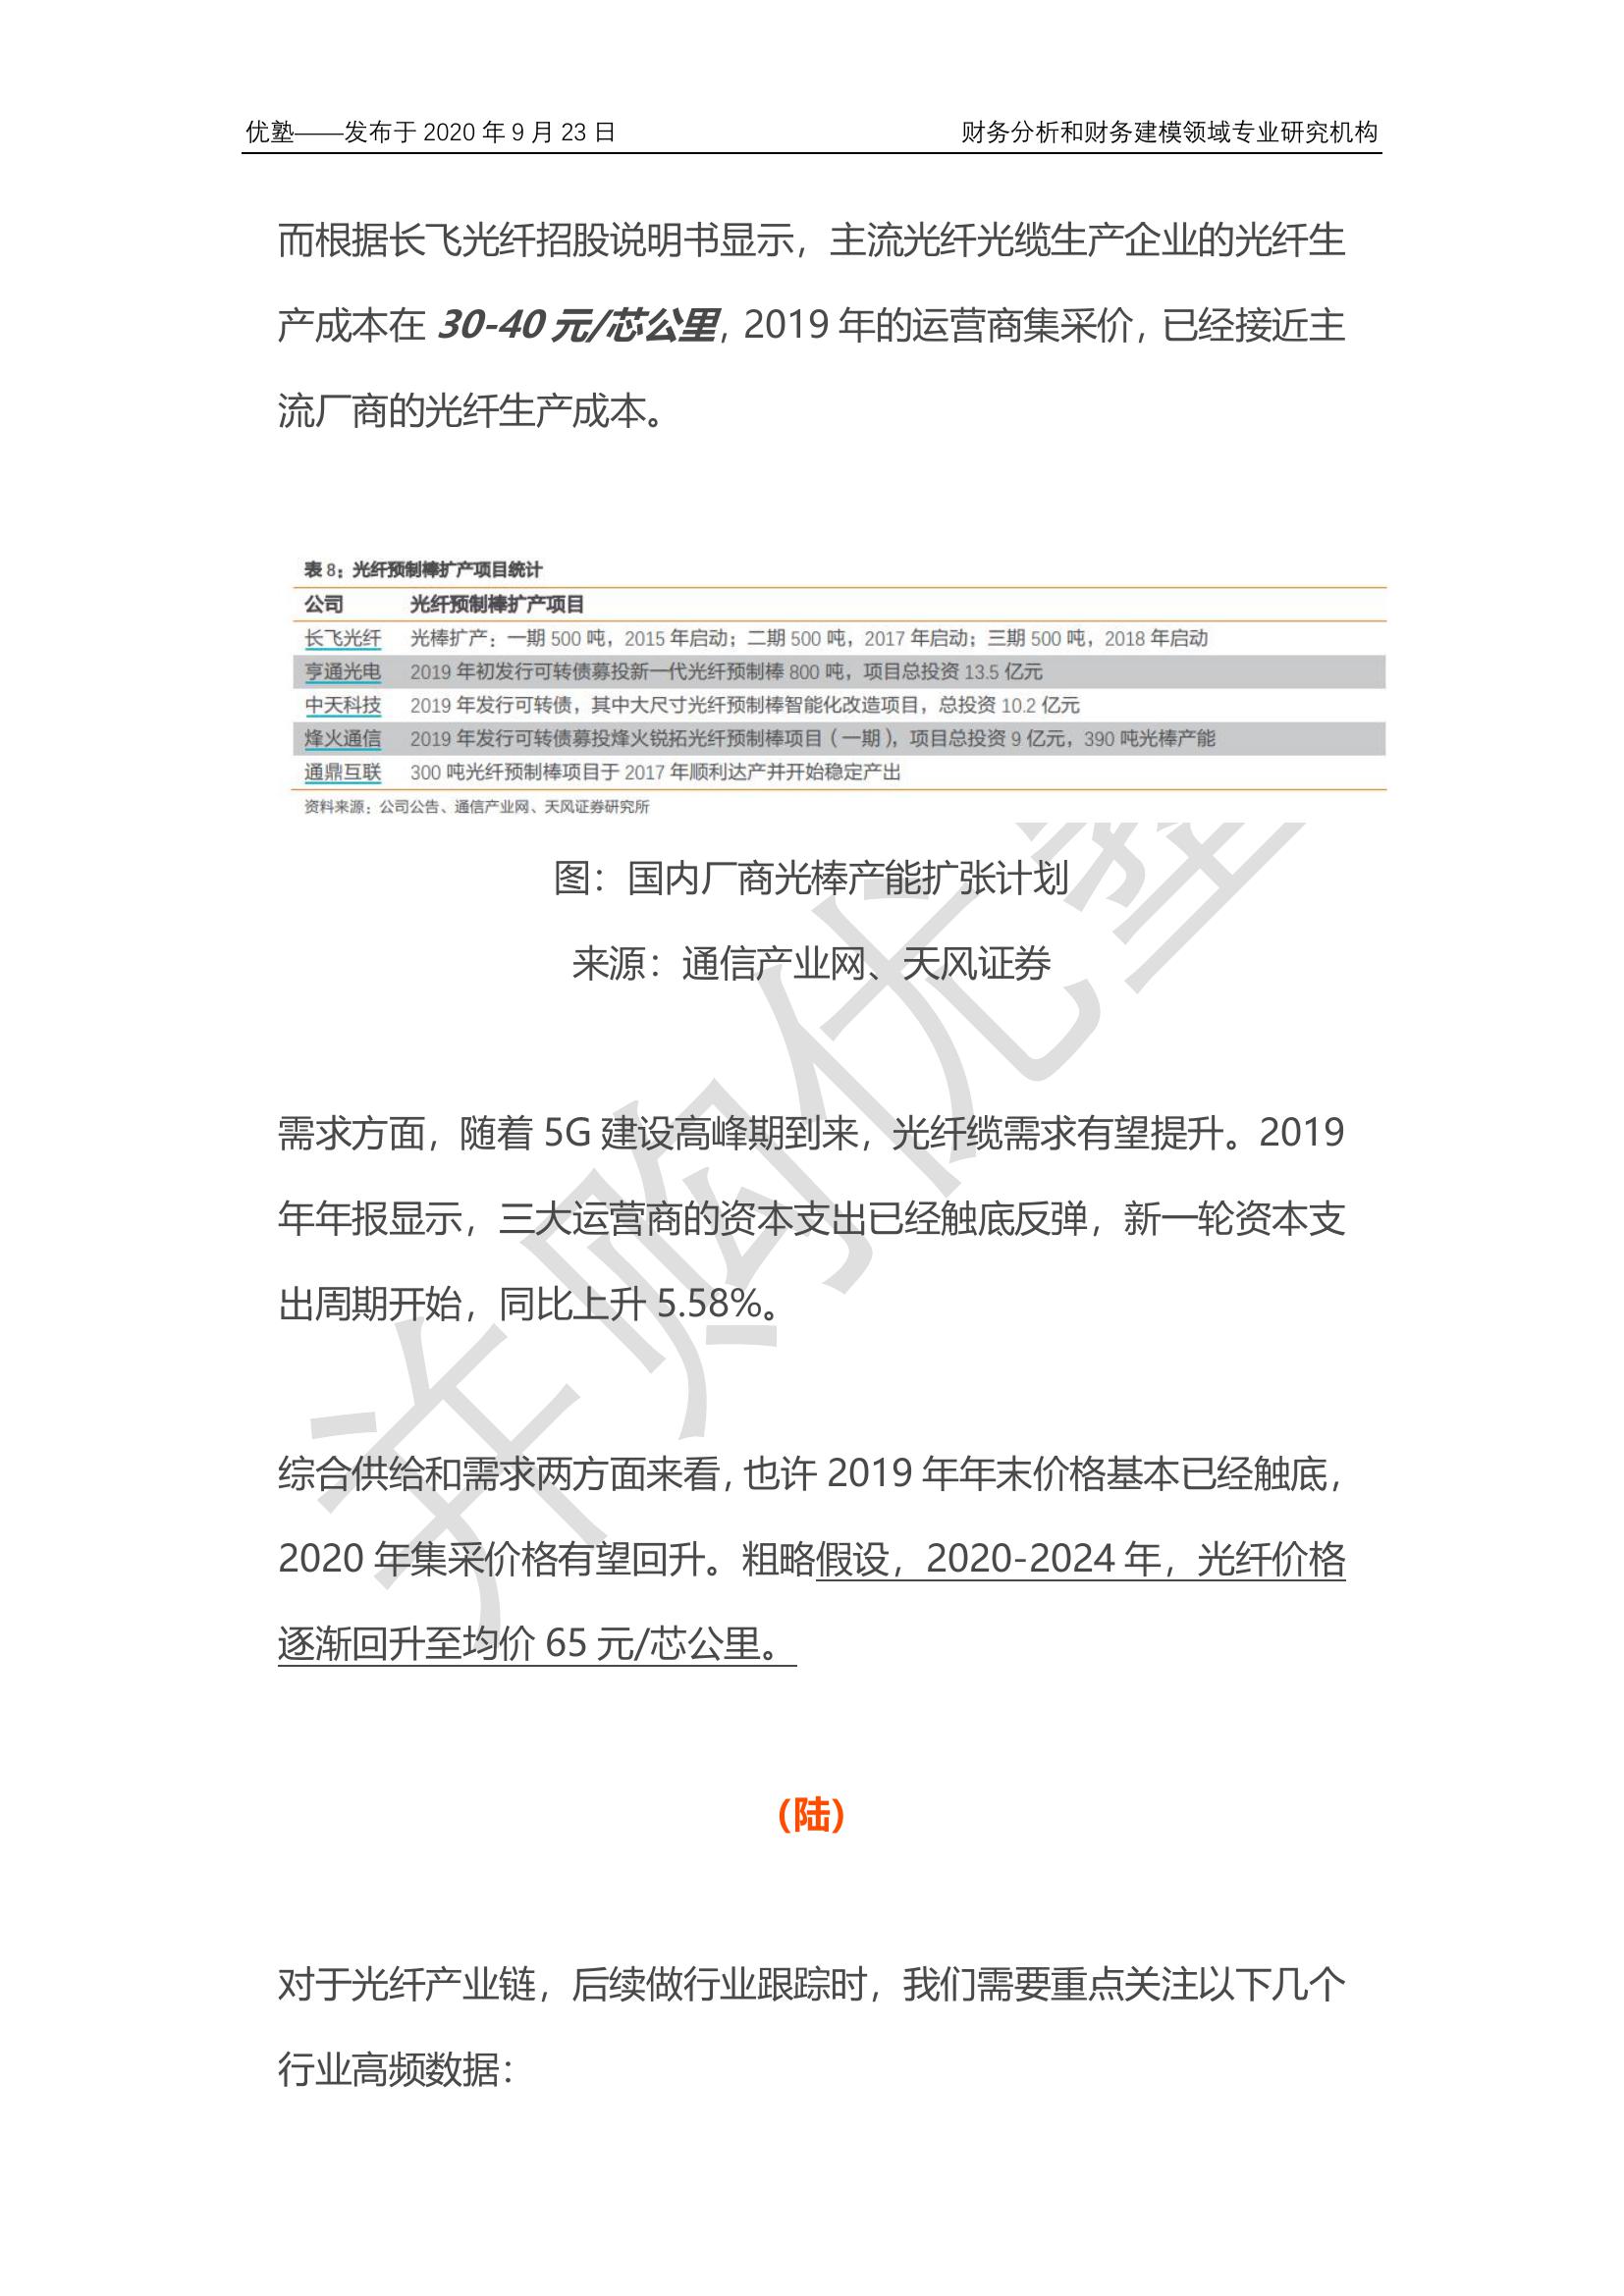 优塾——发布于 2020 年 9 月 23 日 财务分析和财务建模领域专业研究机构
而根据长飞光纤招股说明书显示，主流光纤光缆生产企业的光纤生
产成本在 30-40 元/芯公里，2019 年的运营商集采价，已经接近主
流厂商的光纤生产成本。
表 8：光纤预制棒扩产项目统计
公司 光纤预制棒扩产项目
长飞光纤 光棒扩产：一期 500 吨，2015 年启动；二期 500 吨，2017 年启动；三期 500 吨，2018 年启动
亨通光电 2019 年初发行可转债募投新一代光纤预制棒 800 吨，项目总投资 13.5 亿元
中天科技 2019 年发行可转债，其中大尺寸光纤预制棒智能化改造项目，总投资 10.2 亿元
烽火通信 2019 年发行可转债募投烽火锐拓光纤预制棒项目（一期），项目总投资 9 亿元，390 吨光棒产能
通鼎互联 300 吨光纤预制棒项目于 2017 年顺利达产并开始稳定产出
资料来源：公司公告、通信产业网、天风证券研究所
图：国内厂商光棒产能扩张计划
来源：通信产业网、天风证券
需求方面，随着 5G 建设高峰期到来，光纤缆需求有望提升。2019
年年报显示，三大运营商的资本支出已经触底反弹，新一轮资本支
出周期开始，同比上升 5.58%。
综合供给和需求两方面来看，也许 2019 年年末价格基本已经触底，
2020 年集采价格有望回升。粗略假设，2020-2024 年，光纤价格
逐渐回升至均价 65 元/芯公里。
(陆)
对于光纤产业链，后续做行业跟踪时，我们需要重点关注以下几个
行业高频数据：
并购优塾